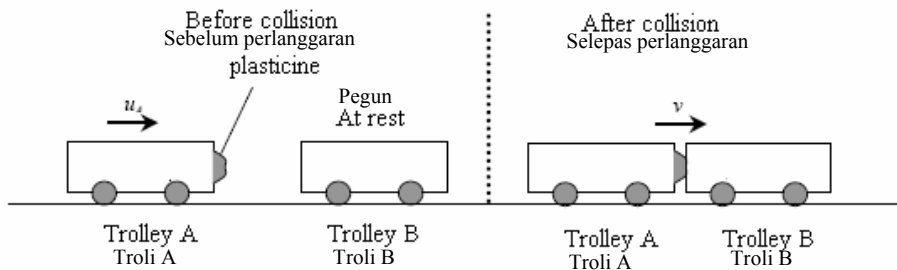 Before collision
Sebelum perlanggaran
plasticine
u_A
Pegun
At rest
Trolley A
Troli A
Trolley B
Troli B
After collision
Selepas perlanggaran
v
Trolley A
Troli A
Trolley B
Troli B